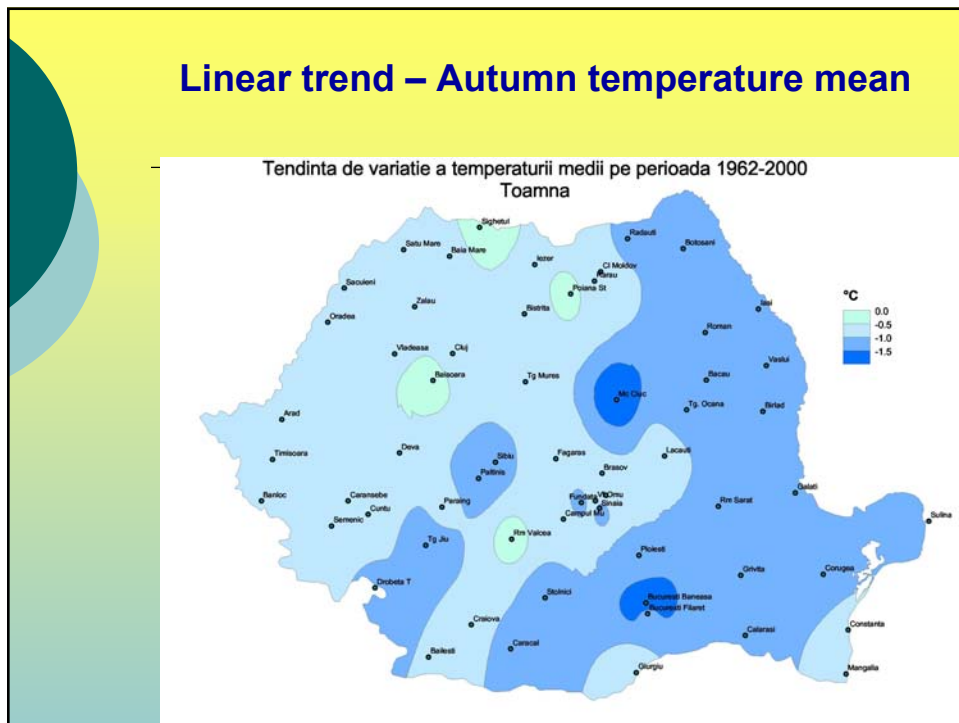 Linear trend – Autumn temperature mean
Tendinta de variatie a temperaturii medii pe perioada 1962-2000
Toamna
Sighetul
Satu Mare
Baia Mare
Radauti
Botosani
Iezer
Cl Moldov
Rarau
Poiana St
Sacuieni
Zalau
Bistrita
Iasi
Oradea
Roman
Vladeasa
Cluj
Vaslui
Baisoara
Tg Mures
Bacau
Mc Ciuc
Tg. Ocena
Birlad
Arad
Timisoara
Deva
Sibiu
Fagaras
Lacauti
Brasov
Paltinis
Banloc
Caransebe
Cuntu
Semenic
Paraing
Fundata
Sinaia
Campul Mu
Rm Sarat
Galati
Sulina
Rm Valcea
Tg Jiu
Ploiesti
Drobeta T
Grivita
Corugea
Stolnici
Bucuresti Baneasa
Bucuresti Filaret
Craiova
Calarasi
Constanta
Caracal
Bailesti
Giurgiu
Mangalia
°C
0.0
-0.5
-1.0
-1.5